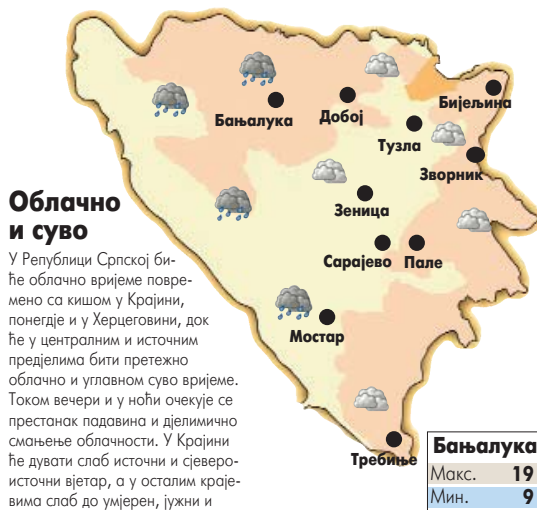 Облачно
и суво
У Републици Српској би-
ће облачно вријеме повре-
мено са кишом у Крајини,
понегдје и у Херцеговини, док
ће у централним и источним
предјелима бити претежно
облачно и углавном суво вријеме.
Током вечери и у ноћи очекује се
престанак падавина и дјелимично
смањење облачности. У Крајини
ће дувати слаб источни и сјеверо-
источни вјетар, а у осталим краје-
вима слаб до умјерен, јужни и
Бањалука
Добој
Бијељина
Тузла
Зворник
Зеница
Сарајево
Пале
Мостар
Требиње
Бањалука
Макс. 19
Мин. 9